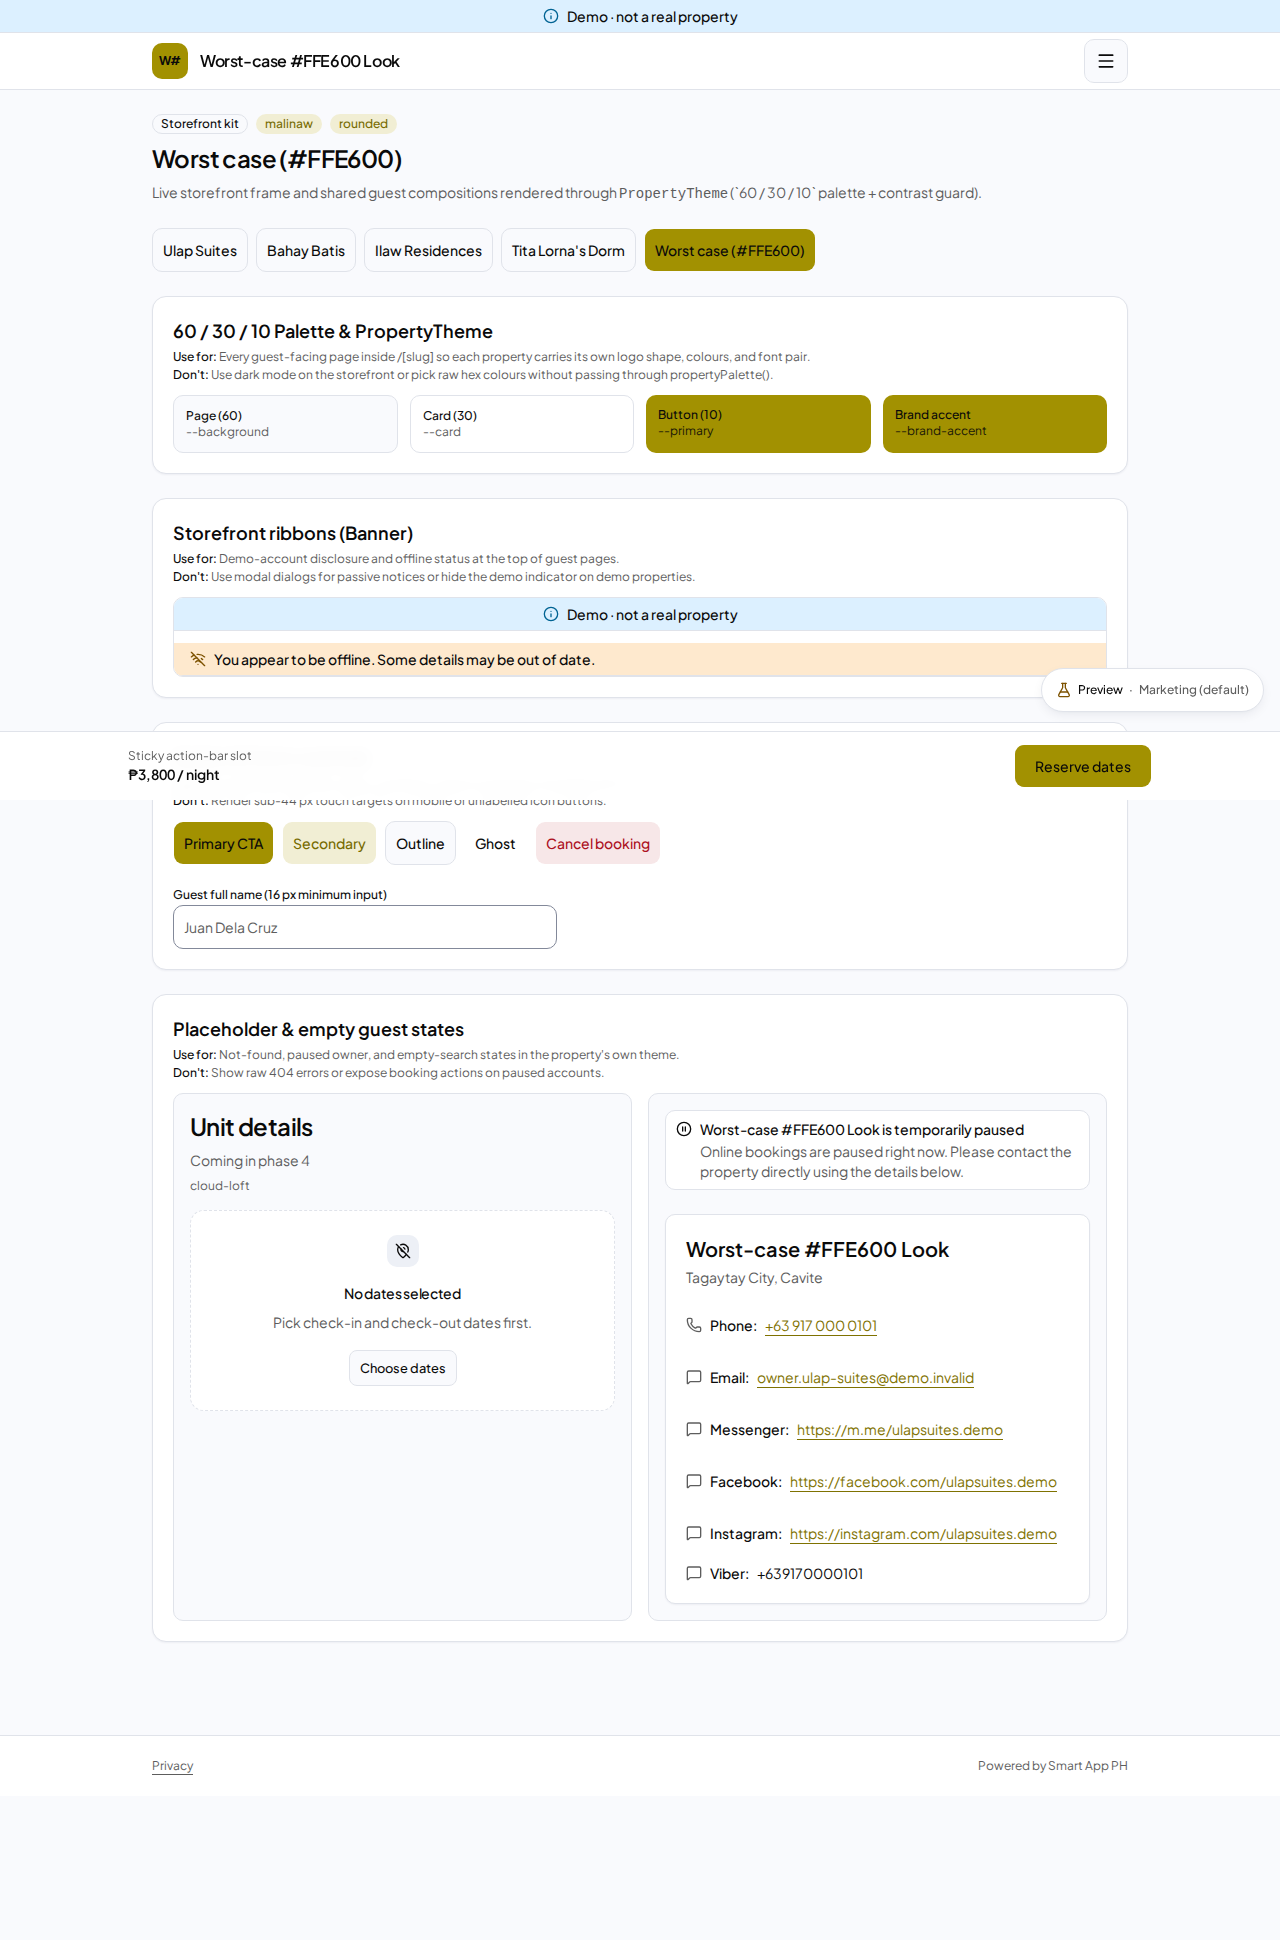 Demo · not a real property
W#
Worst-case #FFE600 Look
Storefront kit
malinaw
rounded
Worst case (#FFE600)
Live storefront frame and shared guest compositions rendered through PropertyTheme (`60 / 30 / 10` palette + contrast guard).
Ulap Suites
Bahay Batis
Ilaw Residences
Tita Lorna's Dorm
Worst case (#FFE600)
60 / 30 / 10 Palette & PropertyTheme
Use for: Every guest-facing page inside /[slug] so each property carries its own logo shape, colours, and font pair.
Don't: Use dark mode on the storefront or pick raw hex colours without passing through propertyPalette().
Page (60)
--background
Card (30)
--card
Button (10)
--primary
Brand accent
--brand-accent
Storefront ribbons (Banner)
Use for: Demo-account disclosure and offline status at the top of guest pages.
Don't: Use modal dialogs for passive notices or hide the demo indicator on demo properties.
Demo · not a real property
You appear to be offline. Some details may be out of date.
Preview · Marketing (default)
Sticky action-bar slot
₱3,800 / night
Reserve dates
Don't: Render sub-44 px touch targets on mobile or unlabelled icon buttons.
Primary CTA
Secondary
Outline
Ghost
Cancel booking
Guest full name (16 px minimum input)
Juan Dela Cruz
Placeholder & empty guest states
Use for: Not-found, paused owner, and empty-search states in the property's own theme.
Don't: Show raw 404 errors or expose booking actions on paused accounts.
Unit details
Coming in phase 4
cloud-loft
No dates selected
Pick check-in and check-out dates first.
Choose dates
Worst-case #FFE600 Look is temporarily paused
Online bookings are paused right now. Please contact the
property directly using the details below.
Worst-case #FFE600 Look
Tagaytay City, Cavite
Phone: +63 917 000 0101
Email: owner.ulap-suites@demo.invalid
Messenger: https://m.me/ulapsuites.demo
Facebook: https://facebook.com/ulapsuites.demo
Instagram: https://instagram.com/ulapsuites.demo
Viber: +639170000101
Privacy
Powered by Smart App PH